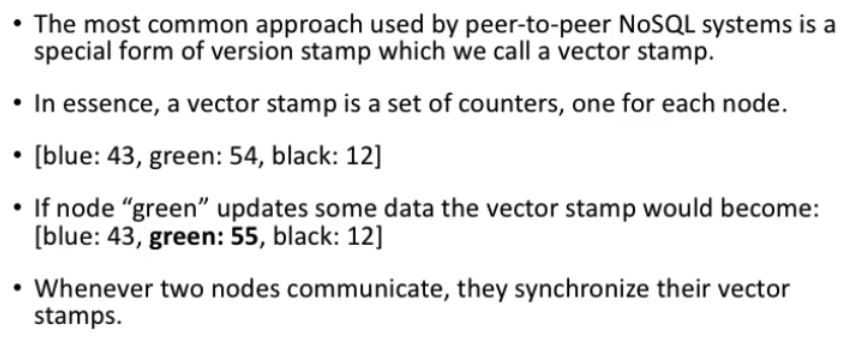 • The most common approach used by peer-to-peer NoSQL systems is a
special form of version stamp which we call a vector stamp.
• In essence, a vector stamp is a set of counters, one for each node.
• [blue: 43, green: 54, black: 12]
• If node “green” updates some data the vector stamp would become:
[blue: 43, green: 55, black: 12]
• Whenever two nodes communicate, they synchronize their vector
stamps.